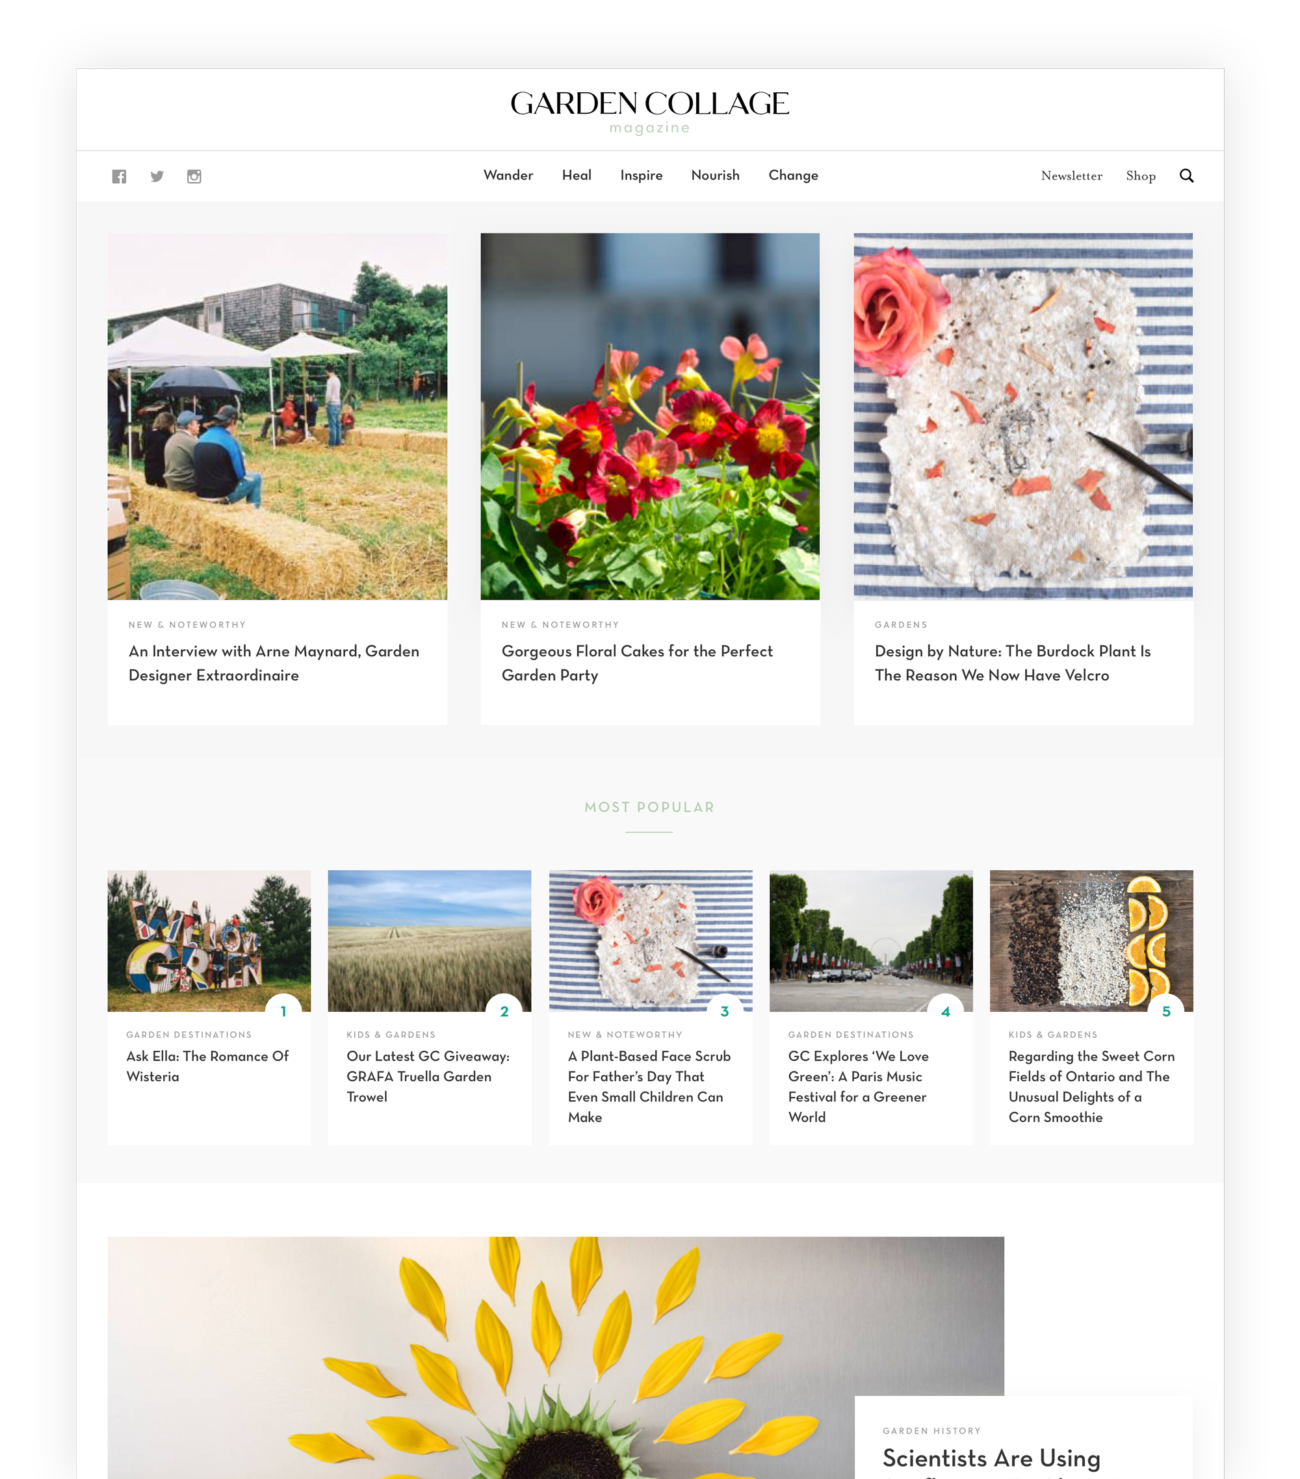 GARDEN COLLAGE
magazine
Wander Heal Inspire Nourish Change Newsletter Shop
NEW & NOTEWORTHY
An Interview with Arne Maynard, Garden
Designer Extraordinaire
NEW & NOTEWORTHY
Gorgeous Floral Cakes for the Perfect
Garden Party
GARDENS
Design by Nature: The Burdock Plant Is
The Reason We Now Have Velcro
MOST POPULAR
1
GARDEN DESTINATIONS
Ask Ella: The Romance Of
Wisteria
2
KIDS & GARDENS
Our Latest GC Giveaway:
GRAFA Truella Garden
Trowel
3
NEW & NOTEWORTHY
A Plant-Based Face Scrub
For Father's Day That
Even Small Children Can
Make
4
GARDEN DESTINATIONS
GC Explores ‘We Love
Green’: A Paris Music
Festival for a Greener
World
5
KIDS & GARDENS
Regarding the Sweet Corn
Fields of Ontario and The
Unusual Delights of a
Corn Smoothie
GARDEN HISTORY
Scientists Are Using